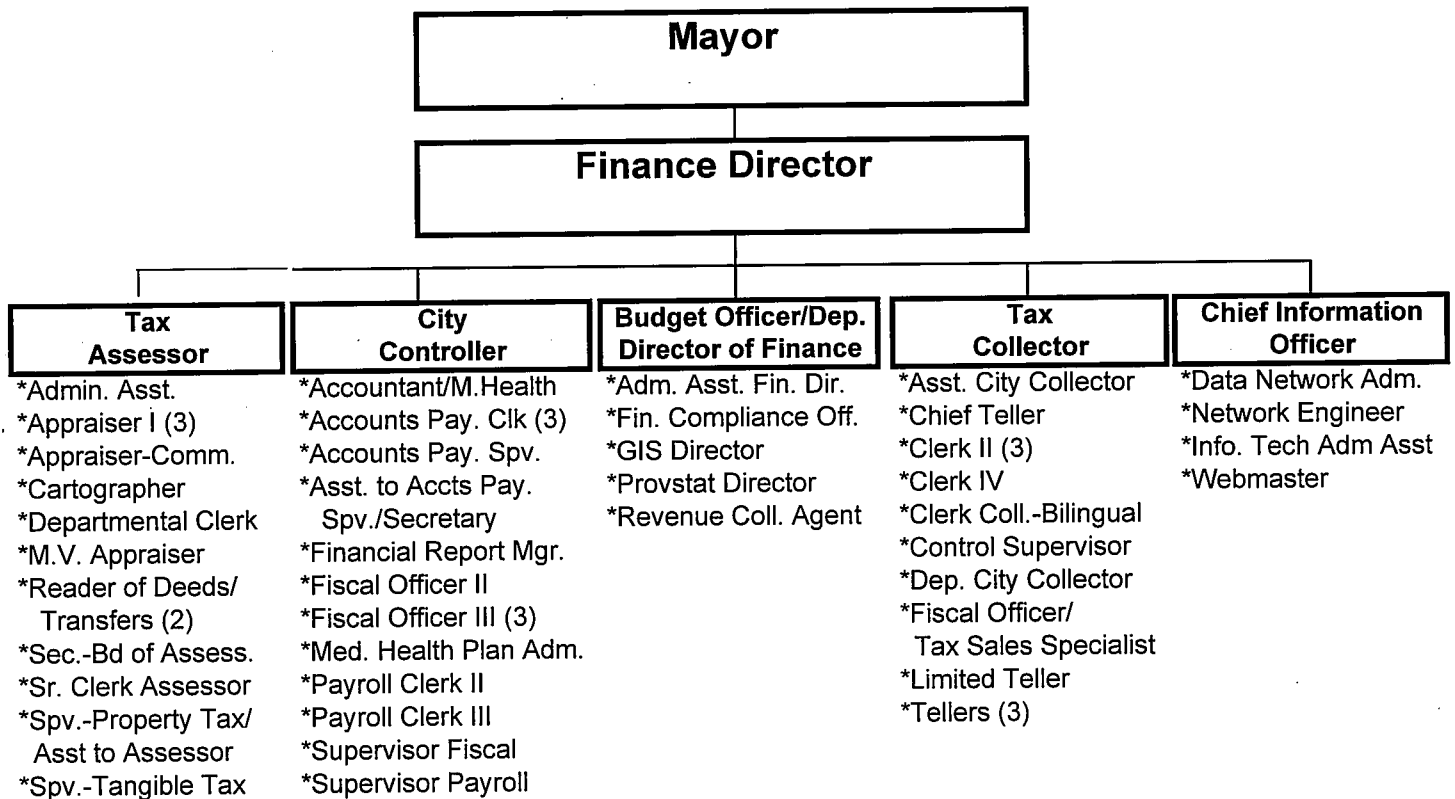 Mayor
Finance Director
Tax
Assessor
*Admin. Asst.
*Appraiser I (3)
*Appraiser-Comm.
*Cartographer
*Departmental Clerk
*M.V. Appraiser
*Reader of Deeds/
Transfers (2)
*Sec.-Bd of Assess.
*Sr. Clerk Assessor
*Spv.-Property Tax/
Asst to Assessor
*Spv.-Tangible Tax
City
Controller
*Accountant/M.Health
*Accounts Pay. Clk (3)
*Accounts Pay. Spv.
*Asst. to Accts Pay.
Spv./Secretary
*Financial Report Mgr.
*Fiscal Officer II
*Fiscal Officer III (3)
*Med. Health Plan Adm.
*Payroll Clerk II
*Payroll Clerk III
*Supervisor Fiscal
*Supervisor Payroll
Budget Officer/Dep.
Director of Finance
*Adm. Asst. Fin. Dir.
*Fin. Compliance Off.
*GIS Director
*Provstat Director
*Revenue Coll. Agent
Tax
Collector
*Asst. City Collector
*Chief Teller
*Clerk II (3)
*Clerk IV
*Clerk Coll.-Bilingual
*Control Supervisor
*Dep. City Collector
*Fiscal Officer/
Tax Sales Specialist
*Limited Teller
*Tellers (3)
Chief Information
Officer
*Data Network Adm.
*Network Engineer
*Info. Tech Adm Asst
*Webmaster